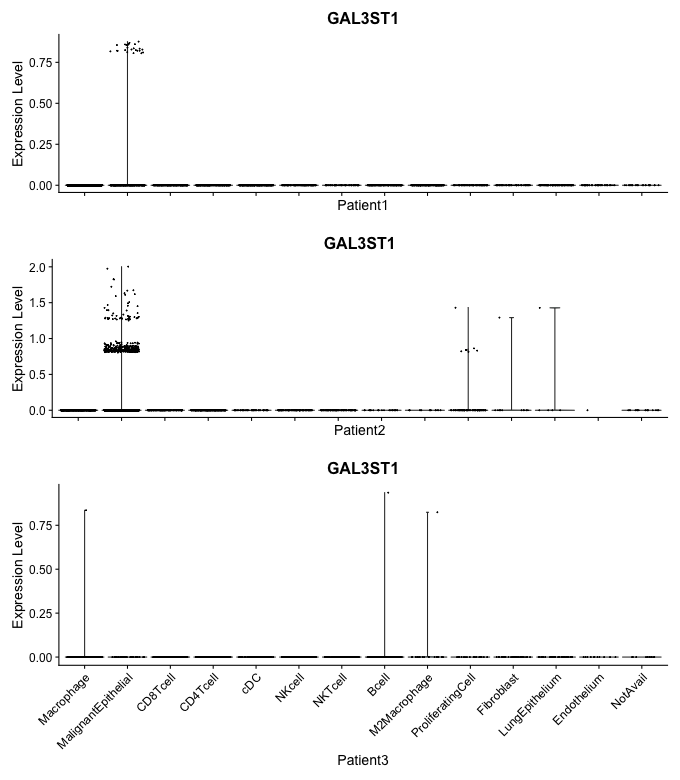 GAL3ST1
Expression Level
0.75
0.50
0.25
0.00
Patient1
GAL3ST1
Expression Level
2.0
1.5
1.0
0.5
0.0
Patient2
GAL3ST1
Expression Level
0.75
0.50
0.25
0.00
Macrophage
MalignantEpithelial
CD8Tcell
CD4Tcell
cDC
NKcell
NKTcell
Bcell
M2Macrophage
ProliferatingCell
Fibroblast
LungEpithelium
Endothelium
NotAvail
Patient3